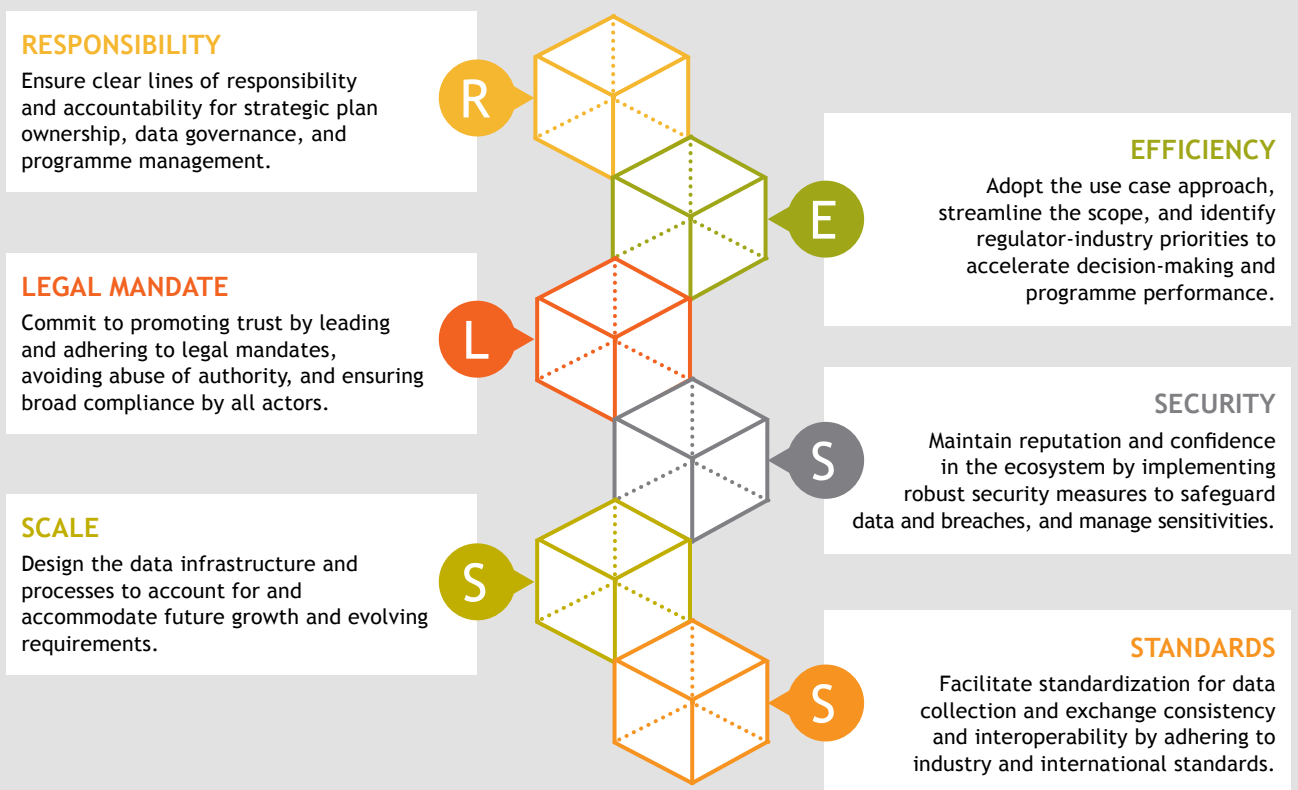 RESPONSIBILITY
Ensure clear lines of responsibility
and accountability for strategic plan
ownership, data governance, and
programme management.
R
EFFICIENCY
Adopt the use case approach,
streamline the scope, and identify
regulator-industry priorities to
accelerate decision-making and
programme performance.
E
LEGAL MANDATE
Commit to promoting trust by leading
and adhering to legal mandates,
avoiding abuse of authority, and ensuring
broad compliance by all actors.
L
SECURITY
Maintain reputation and confidence
in the ecosystem by implementing
robust security measures to safeguard
data and breaches, and manage sensitivities.
S
SCALE
Design the data infrastructure and
processes to account for and
accommodate future growth and evolving
requirements.
S
STANDARDS
Facilitate standardization for data
collection and exchange consistency
and interoperability by adhering to
industry and international standards.
S